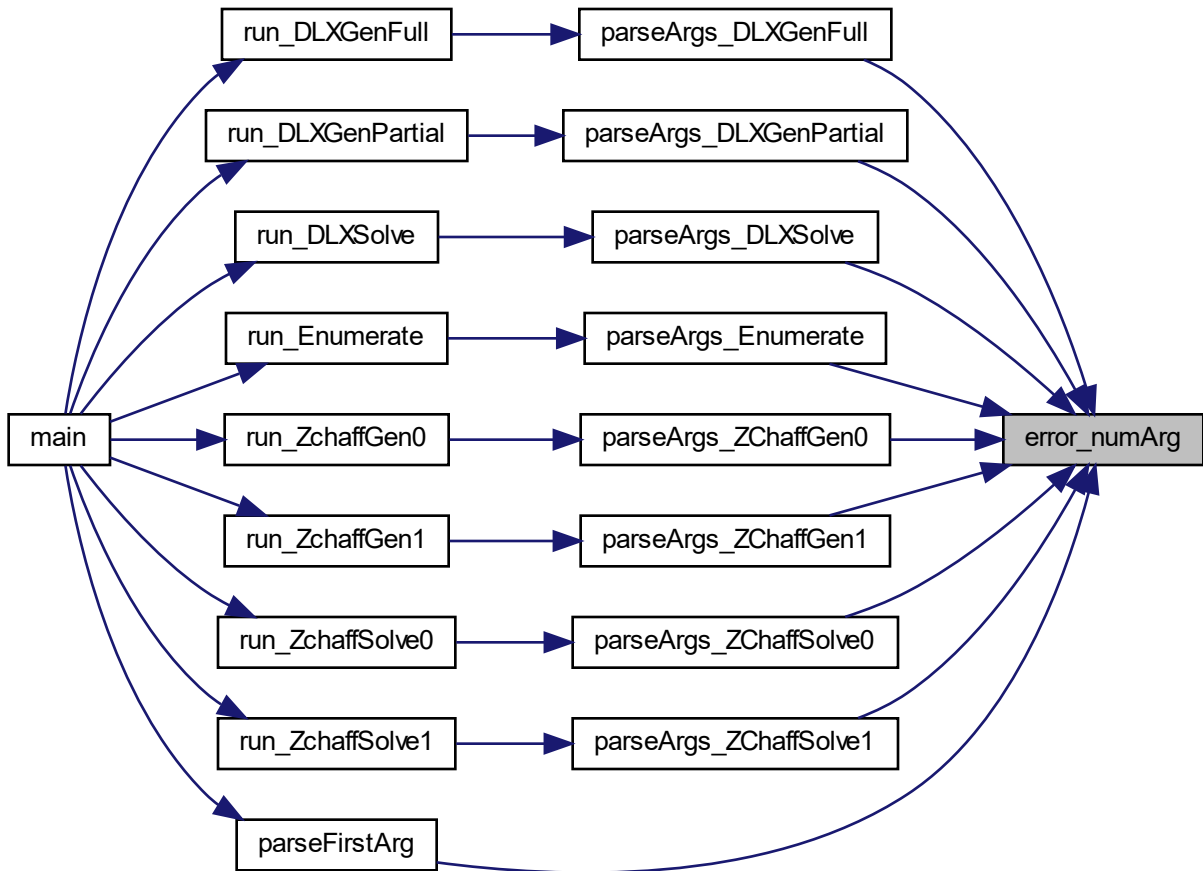 run_DLXGenFull
parseArgs_DLXGenFull
run_DLXGenPartial
parseArgs_DLXGenPartial
run_DLXSolve
parseArgs_DLXSolve
run_Enumerate
parseArgs_Enumerate
main
run_ZchaffGen0
parseArgs_ZChaffGen0
error_numArg
run_ZchaffGen1
parseArgs_ZChaffGen1
run_ZchaffSolve0
parseArgs_ZChaffSolve0
run_ZchaffSolve1
parseArgs_ZChaffSolve1
parseFirstArg